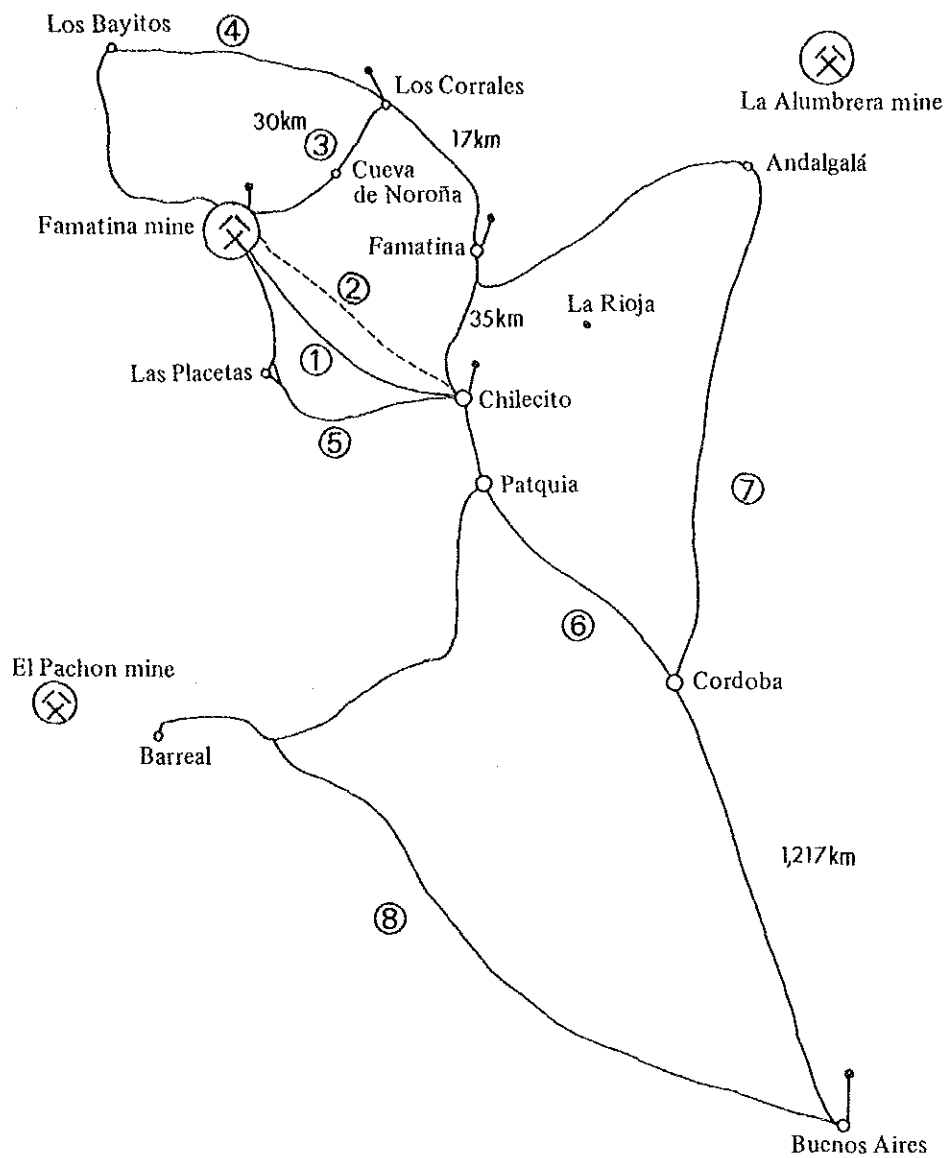 Los Bayitos
④
Los Corrales
La Alumbrera mine
30km
③
17km
Cueva
de Noroña
Andalgalá
Famatina mine
Famatina
②
La Rioja
35km
①
Las Placetas
Chilecito
⑤
Patquia
⑦
⑥
El Pachon mine
Cordoba
Barreal
1,217km
⑧
Bucnos Aires